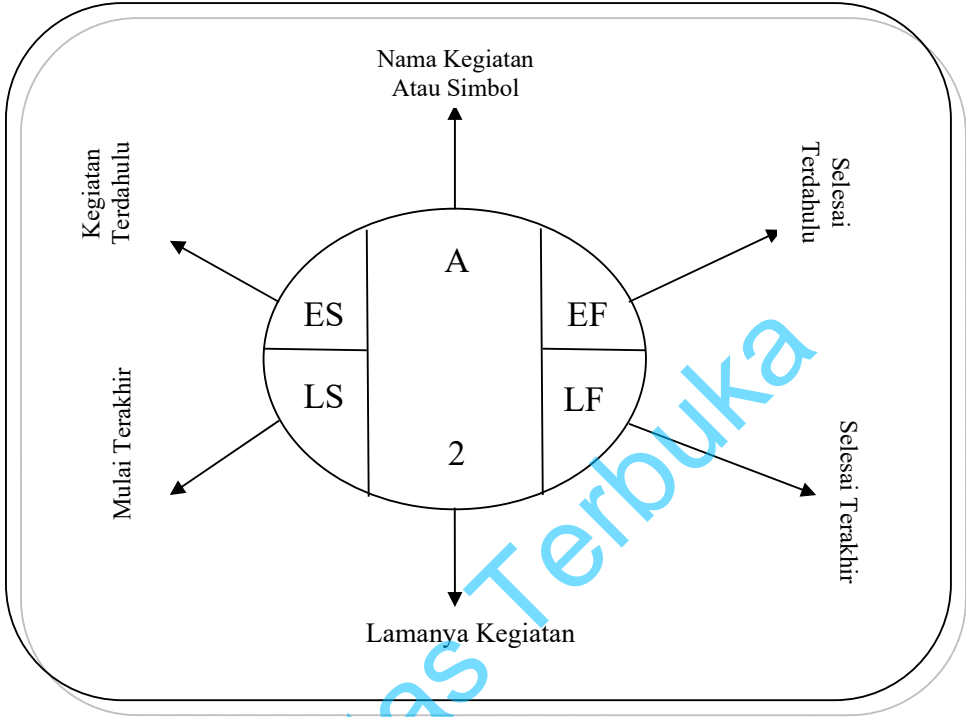 Nama Kegiatan
Atau Simbol
Kegiatan
Terdahulu
Selesai
Terdahulu
A
ES
EF
LS
LF
2
Mulai Terakhir
Selesai Terakhir
Lamanya Kegiatan
as Terbuka